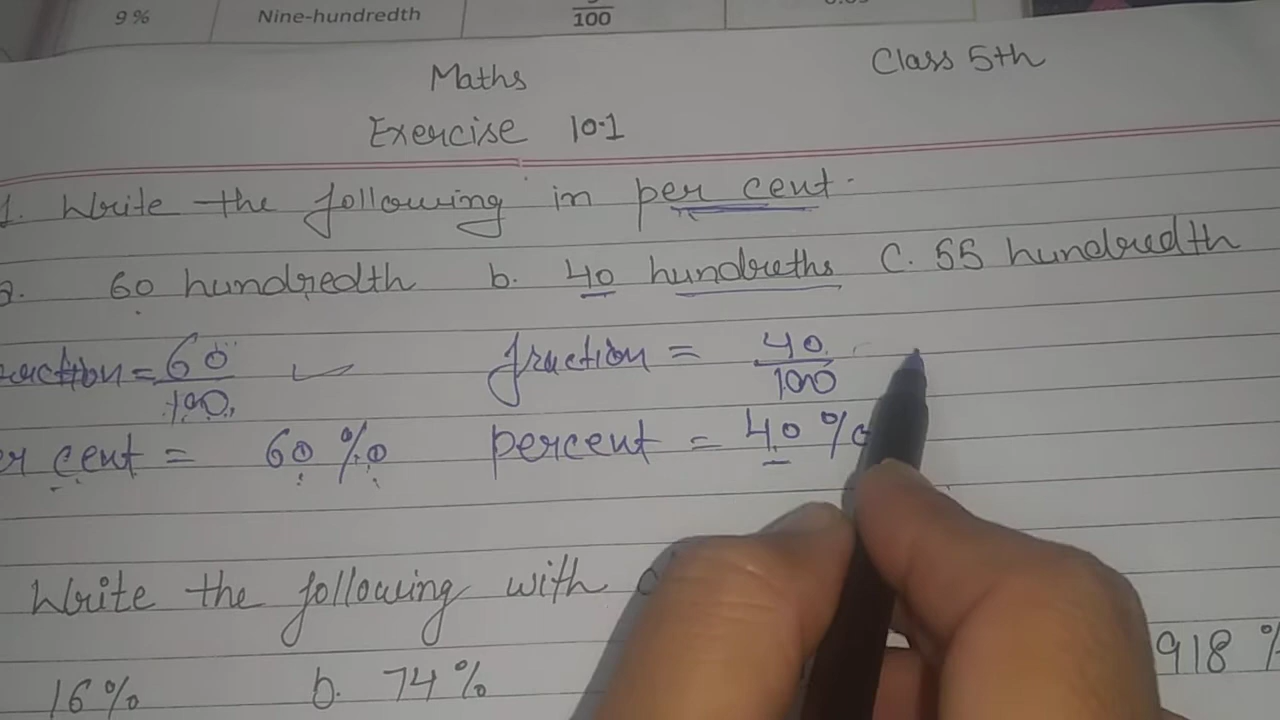 9% Nine-hundredth /100
Maths Class 5th
Exercise 10.1
1. Write the following in per cent.
a. 60 hundredth b. 40 hundreths C. 55 hundredth
= 60/100 fraction = 40/100
cent = 60% percent = 40%
Write the following with
16% b. 74% 918%